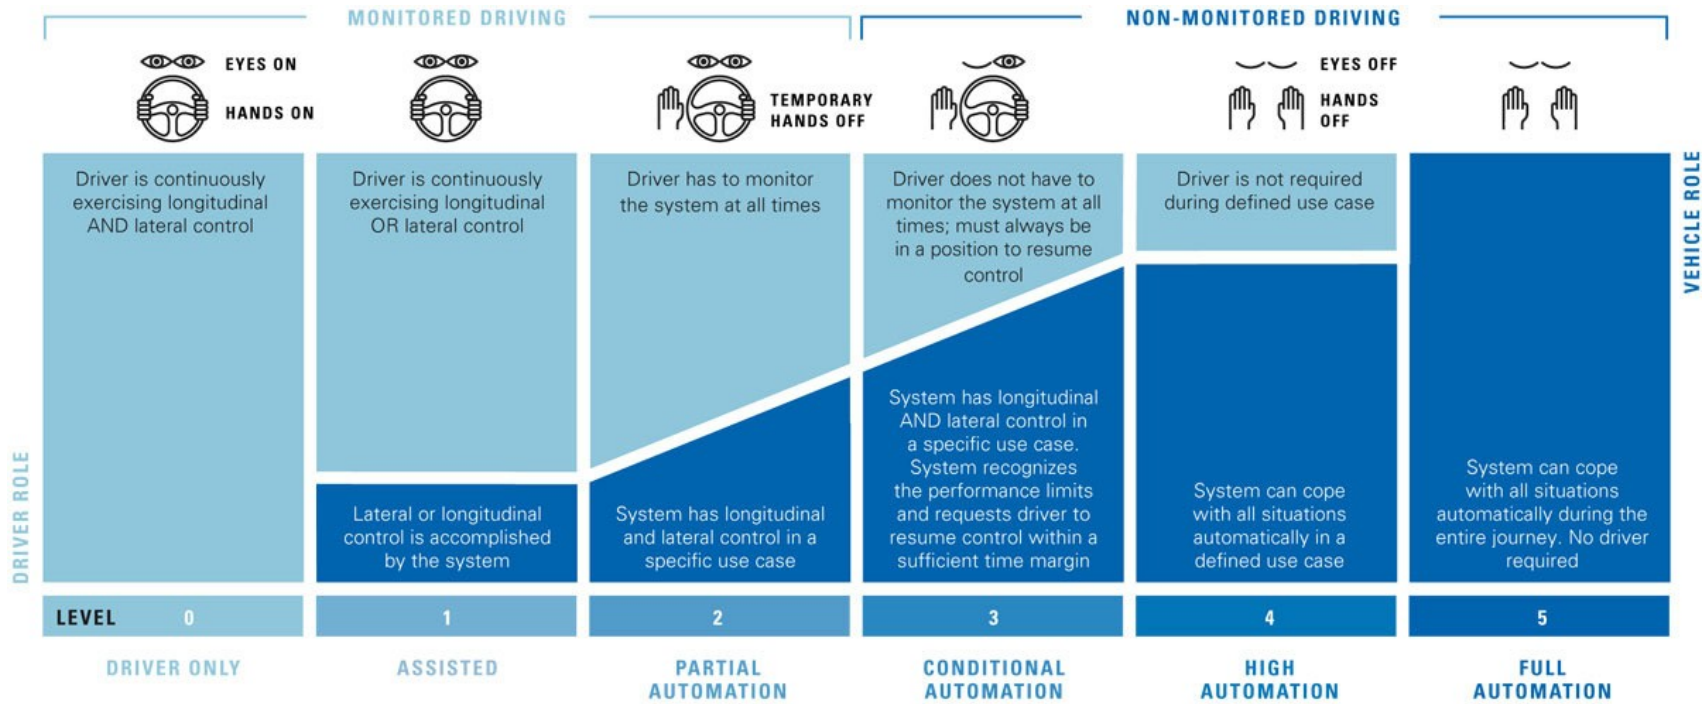 MONITORED DRIVING
NON-MONITORED DRIVING
EYES ON
HANDS ON
TEMPORARY
HANDS OFF
EYES OFF
HANDS
OFF
DRIVER ROLE
Driver is continuously
exercising longitudinal
AND lateral control
Driver is continuously
exercising longitudinal
OR lateral control
Lateral or longitudinal
control is accomplished
by the system
Driver has to monitor
the system at all times
System has longitudinal
and lateral control in a
specific use case
Driver does not have to
monitor the system at all
times; must always be
in a position to resume
control
System has longitudinal
AND lateral control in
a specific use case.
System recognizes
the performance limits
and requests driver to
resume control within a
sufficient time margin
Driver is not required
during defined use case
System can cope
with all situations
automatically in a
defined use case
System can cope
with all situations
automatically during the
entire journey. No driver
required
VEHICLE ROLE
LEVEL 0
1
2
3
4
5
DRIVER ONLY
ASSISTED
PARTIAL
AUTOMATION
CONDITIONAL
AUTOMATION
HIGH
AUTOMATION
FULL
AUTOMATION